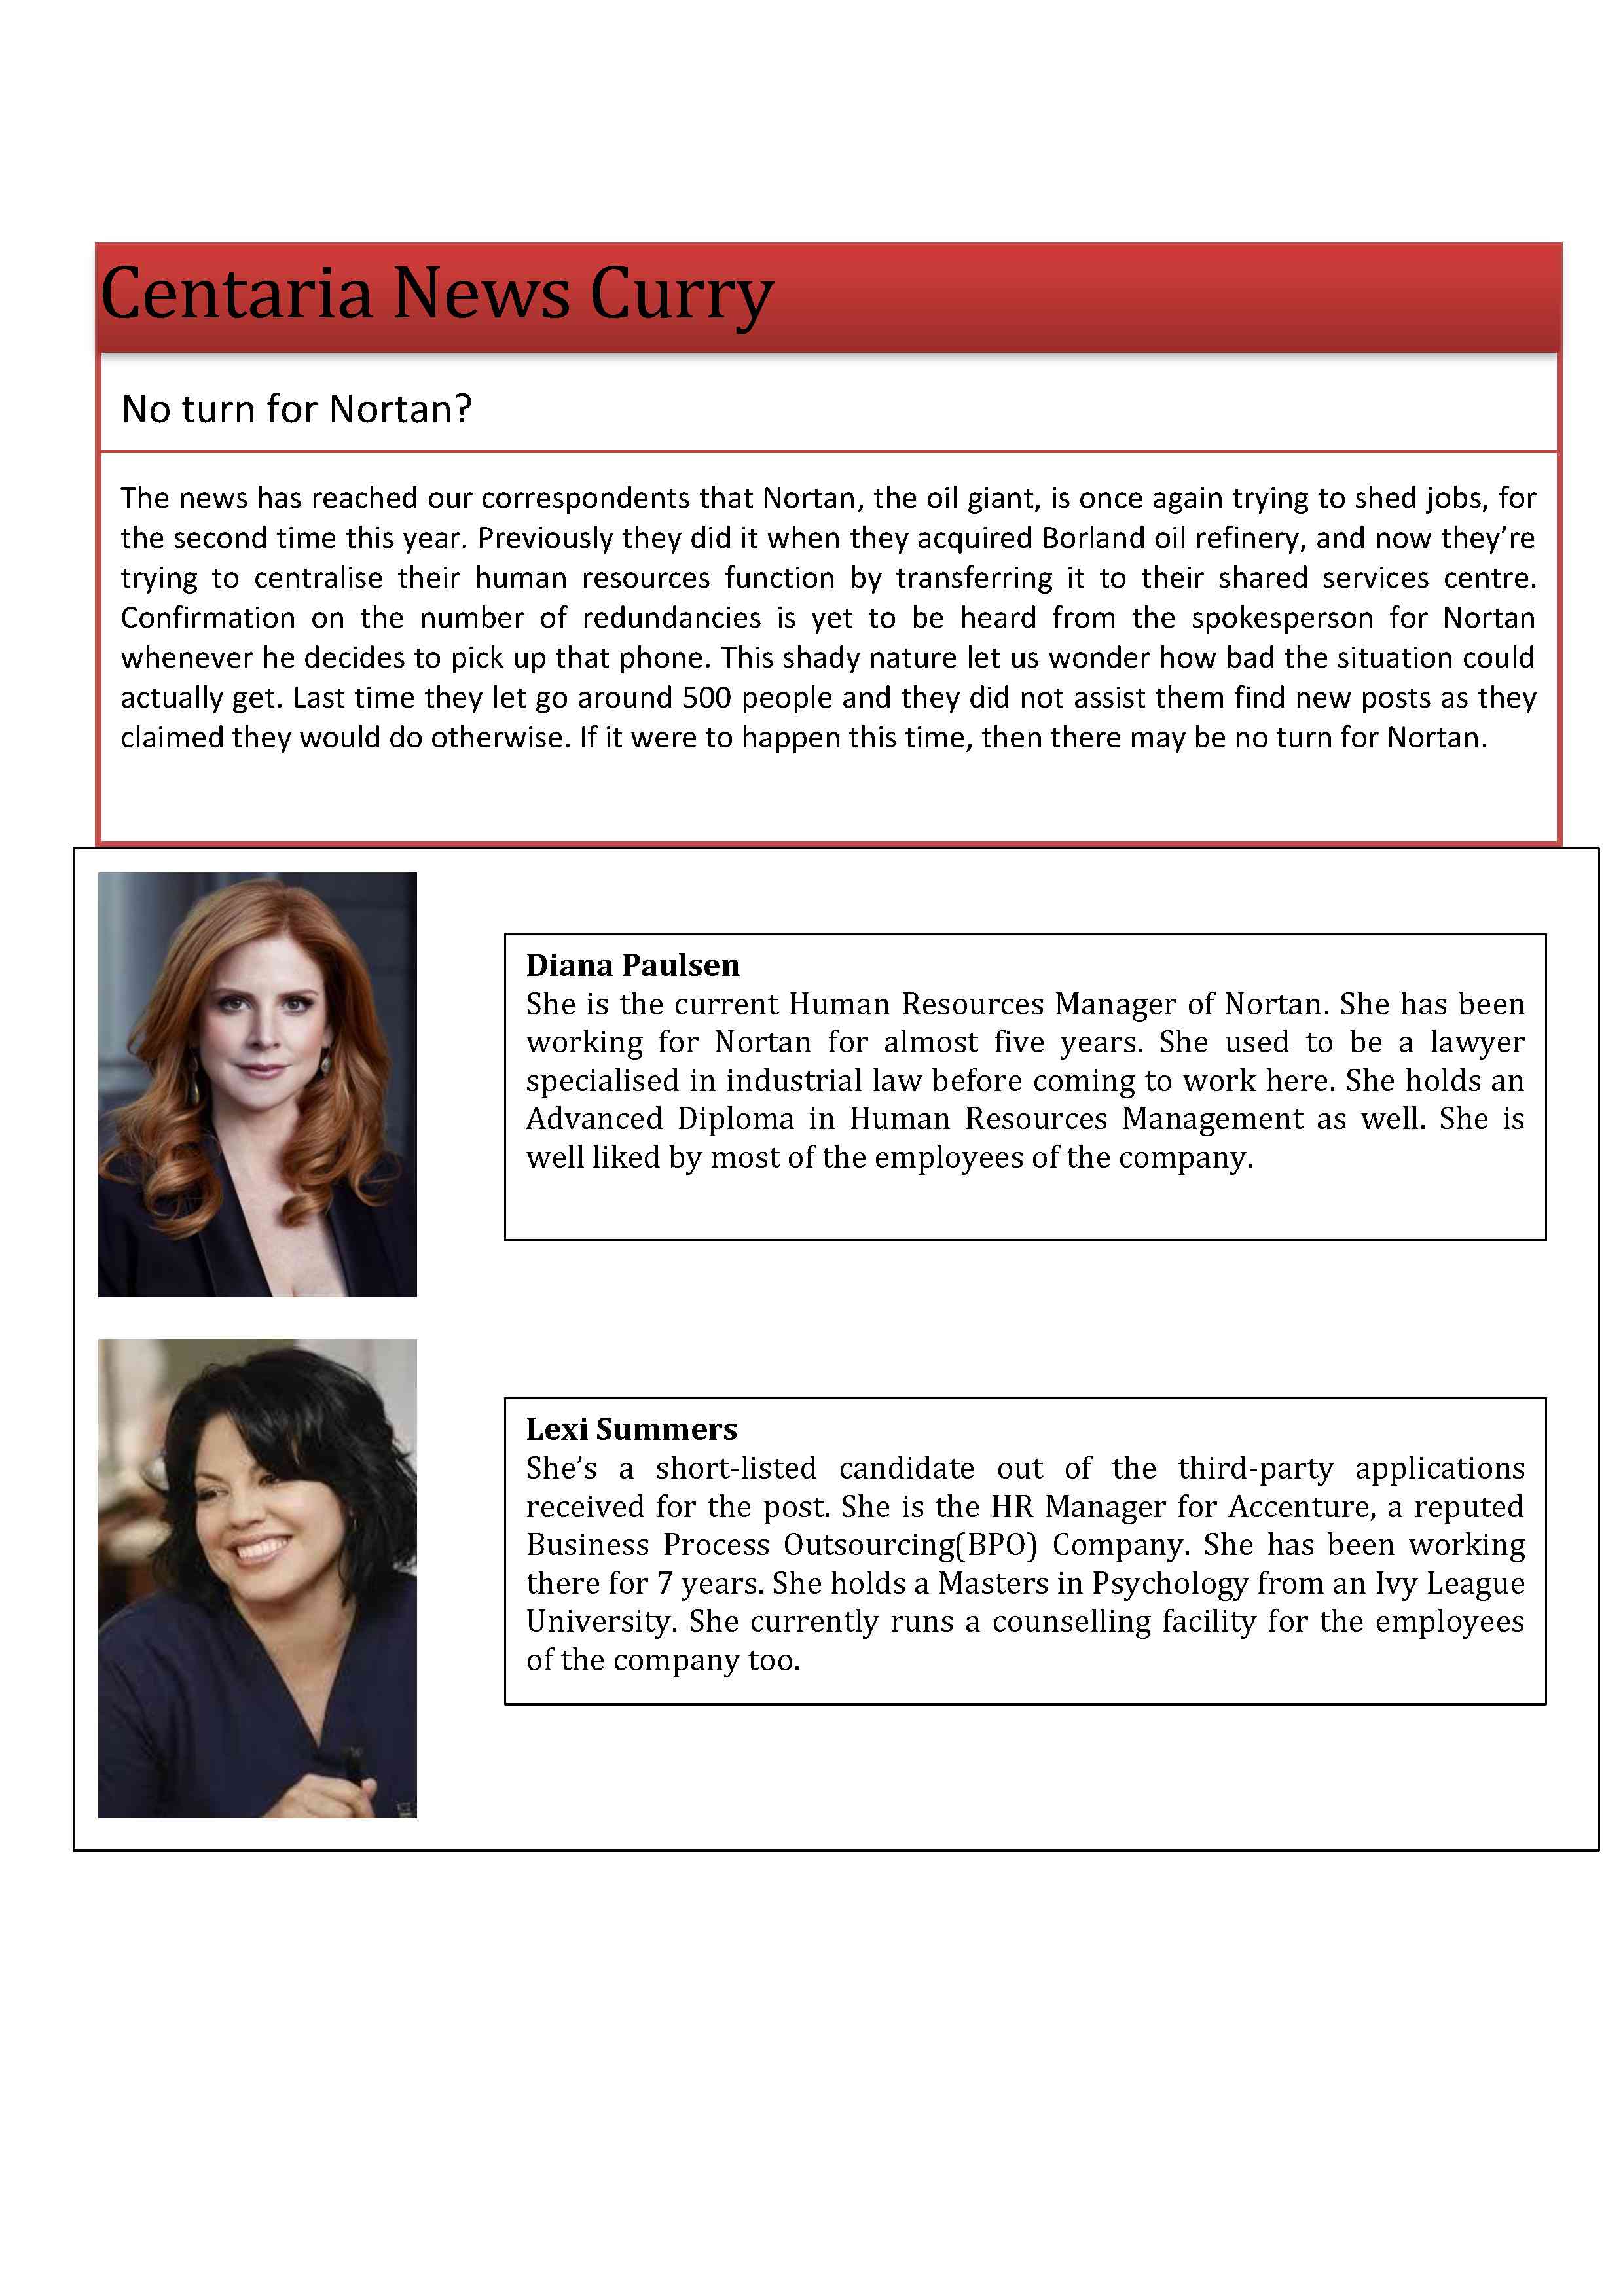 Centaria News Curry
No turn for Nortan?
The news has reached our correspondents that Nortan, the oil giant, is once again trying to shed jobs, for
the second time this year. Previously they did it when they acquired Borland oil refinery, and now they’re
trying to centralise their human resources function by transferring it to their shared services centre.
Confirmation on the number of redundancies is yet to be heard from the spokesperson for Nortan
whenever he decides to pick up that phone. This shady nature let us wonder how bad the situation could
actually get. Last time they let go around 500 people and they did not assist them find new posts as they
claimed they would do otherwise. If it were to happen this time, then there may be no turn for Nortan.
Diana Paulsen
She is the current Human Resources Manager of Nortan. She has been
working for Nortan for almost five years. She used to be a lawyer
specialised in industrial law before coming to work here. She holds an
Advanced Diploma in Human Resources Management as well. She is
well liked by most of the employees of the company.
Lexi Summers
She’s a short-listed candidate out of the third-party applications
received for the post. She is the HR Manager for Accenture, a reputed
Business Process Outsourcing(BPO) Company. She has been working
there for 7 years. She holds a Masters in Psychology from an Ivy League
University. She currently runs a counselling facility for the employees
of the company too.